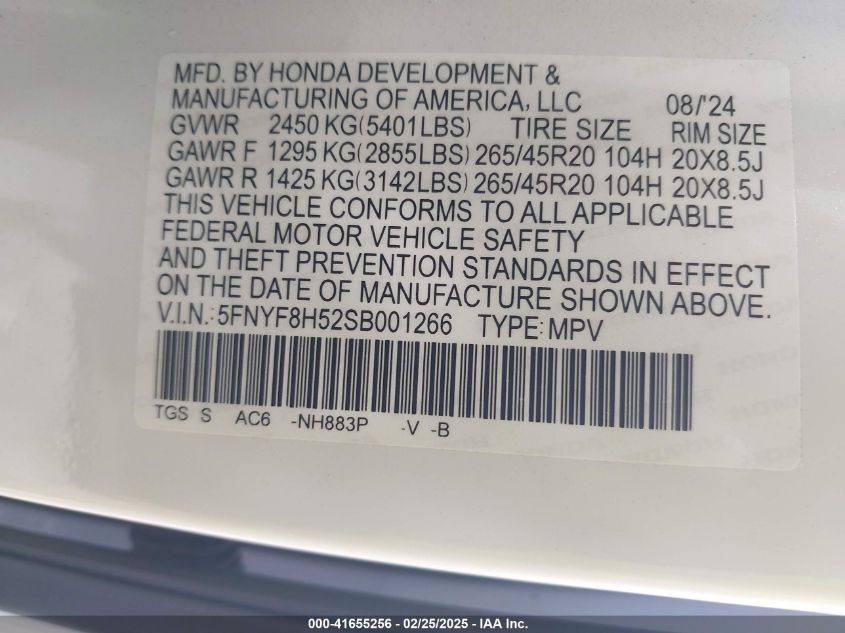 MFD. BY HONDA DEVELOPMENT &
MANUFACTURING OF AMERICA, LLC 08/'24
GVWR 2450 KG(5401LBS) TIRE SIZE RIM SIZE
GAWR F 1295 KG(2855LBS) 265/45R20 104H 20X8.5J
GAWR R 1425 KG(3142LBS) 265/45R20 104H 20X8.5J
THIS VEHICLE CONFORMS TO ALL APPLICABLE
FEDERAL MOTOR VEHICLE SAFETY
AND THEFT PREVENTION STANDARDS IN EFFECT
ON THE DATE OF MANUFACTURE SHOWN ABOVE.
V.I.N.:5FNYF8H52SB001266 TYPE:MPV
TGS S AC6 -NH883P -V -B
000-41655256 - 02/25/2025 - IAAI Inc.